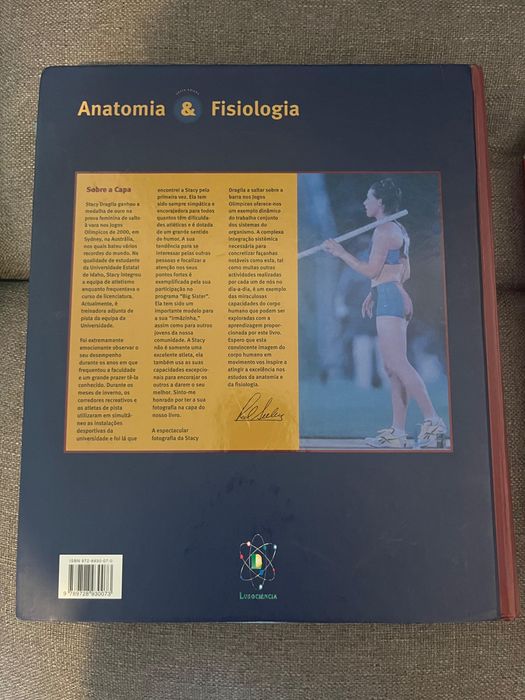 Anatomia & Fisiologia
Sobre a Capa
Stacy Dragila ganhou a
medalha de ouro na
prova feminina de salto
à vara nos Jogos
Olímpicos de 2000, em
Sydney, na Austrália,
nos quais bateu vários
recordes do mundo. Na
qualidade de estudante
da Universidade Estatal
de Idaho, Stacy integrou
a equipa de atletismo
enquanto frequentava o
curso de licenciatura.
Actualmente, é
treinadora adjunta de
pista da equipa da
Universidade.
Foi extremamente
emocionante observar o
seu desempenho
durante os anos em que
frequentou a faculdade
e um grande prazer tê-la
conhecido. Durante os
meses de inverno, os
corredores recreativos e
os atletas de pista
utilizaram em simultâ-
neo as instalações
desportivas da
universidade e foi lá que
encontrei a Stacy pela
primeira vez. Ela tem
sido sempre simpática e
encorajadora para todos
quantos têm dificulda-
des atléticas e é dotada
de um grande sentido
de humor. A sua
tendência para se
interessar pelas outras
pessoas e focalizar a
atenção nos seus
pontos fortes é
exemplificada pela sua
participação no
programa "Big Sister".
Ela tem sido um
importante modelo para
a sua "irmãzinha,"
assim como para outros
jovens da nossa
comunidade. A Stacy
não é somente uma
excelente atleta, ela
também usa as suas
capacidades excepcio-
nais para encorajar os
outros a darem o seu
melhor. Sinto-me
honrada por ter a sua
fotografia na capa do
nosso livro.
A espectacular
fotografia da Stacy
Dragila a saltar sobre a
barra nos Jogos
Olímpicos oferece-nos
um exemplo dinâmico
do trabalho conjunto
dos sistemas do
organismo. A complexa
integração sistémica
necessária para
concretizar façanhas
notáveis como esta, tal
como muitas outras
actividades realizadas
por cada um de nós no
dia-a-dia, é um exemplo
das miraculosas
capacidades do corpo
humano que podem ser
exploradas com a
aprendizagem propor-
cionada por este livro.
Espero que esta
convincente imagem do
corpo humano em
movimento vos inspire a
atingir a excelência nos
estudos da anatomia e
da fisiologia.
ISBN 972-8930-07-0
9 789728 930073
Lusociência